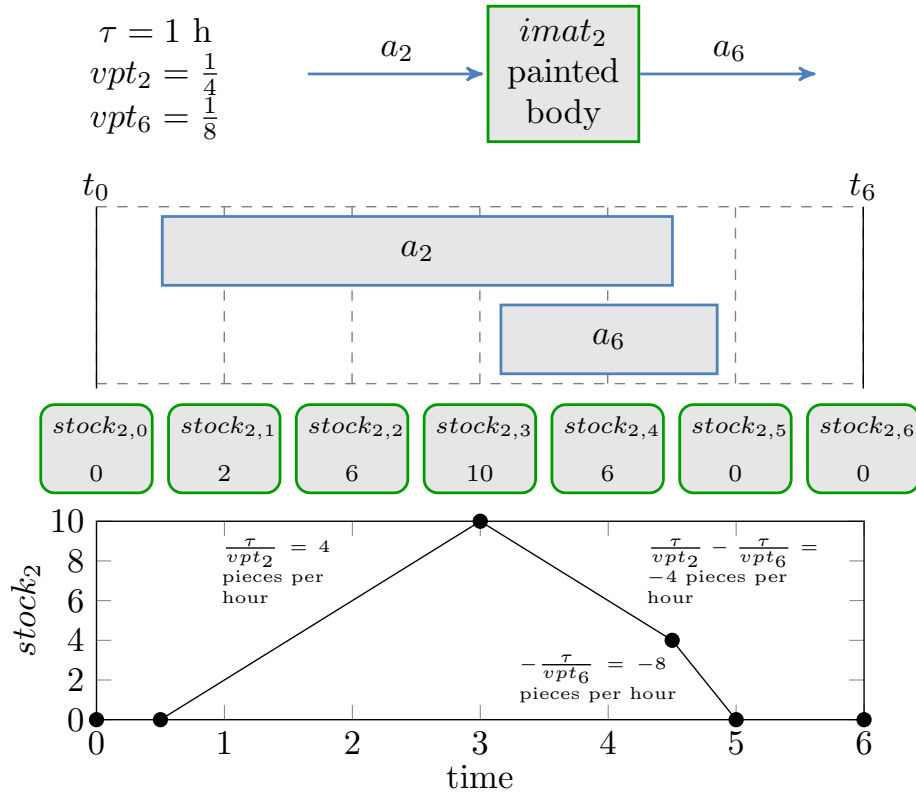 τ = 1 h
vpt₂ = 1/4
vpt₆ = 1/8
a₂
imat₂
painted
body
a₆
t₀
t₆
a₂
a₆
stock₂,₀
0
stock₂,₁
2
stock₂,₂
6
stock₂,₃
10
stock₂,₄
6
stock₂,₅
0
stock₂,₆
0
stock₂
10
8
6
4
2
0
τ/vpt₂ = 4
pieces per
hour
τ/vpt₂ − τ/vpt₆ =
−4 pieces per
hour
−τ/vpt₆ = −8
pieces per hour
0 1 2 3 4 5 6
time